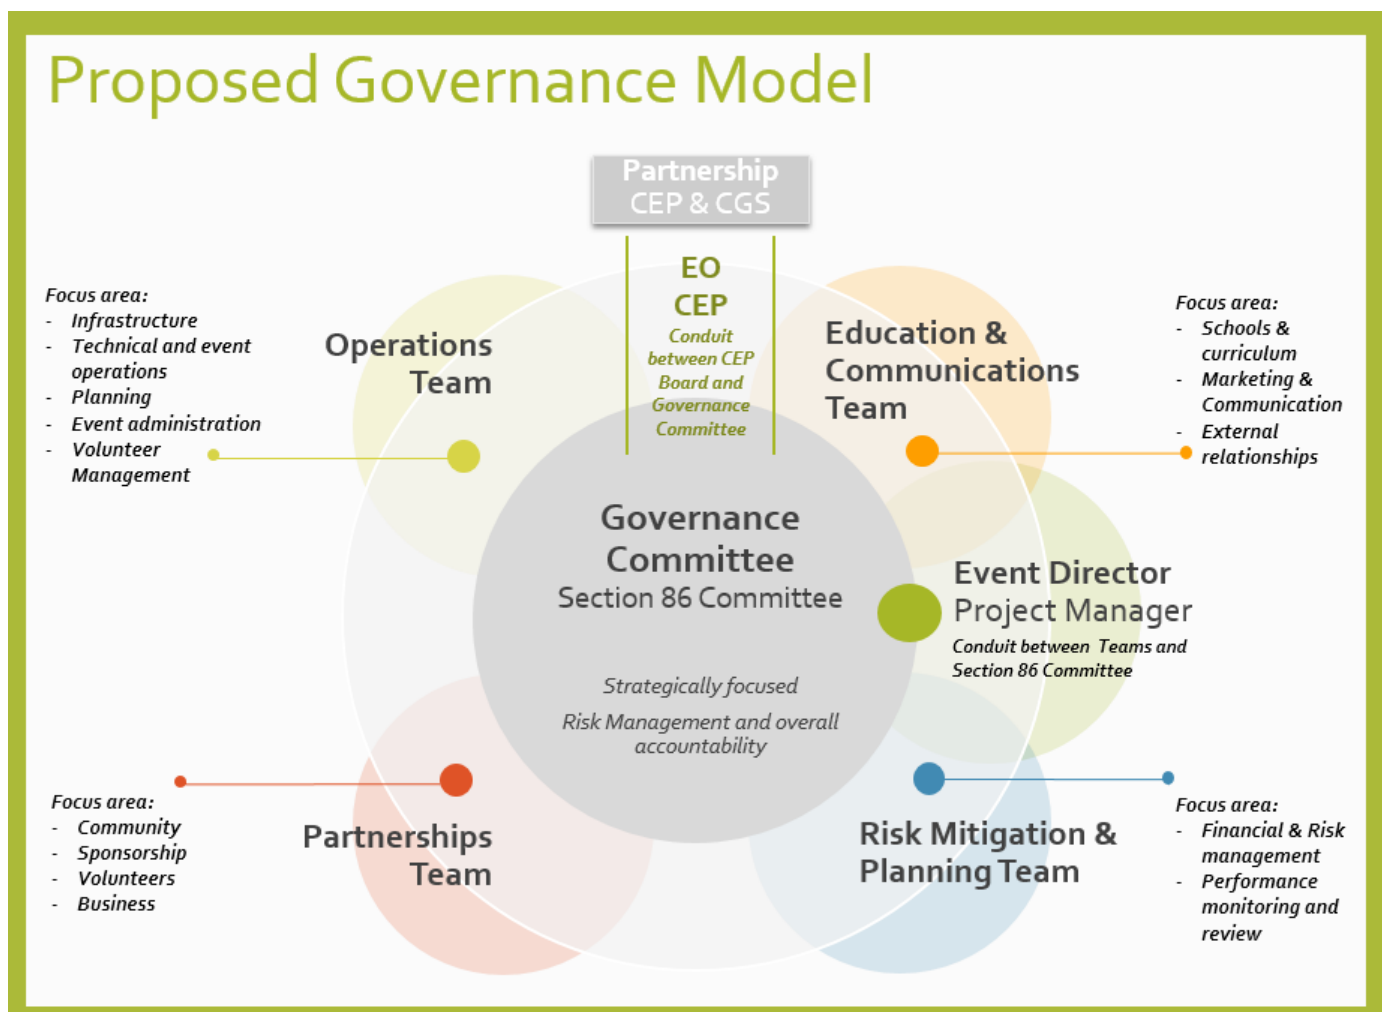 Proposed Governance Model
Partnership
CEP & CGS
EO
CEP
Conduit
between CEP
Board and
Governance
Committee
Focus area:
- Infrastructure
- Technical and event
operations
- Planning
- Event administration
- Volunteer
Management
Operations
Team
Education &
Communications
Team
Focus area:
- Schools &
curriculum
- Marketing &
Communication
- External
relationships
Governance
Committee
Section 86 Committee
Strategically focused
Risk Management and overall
accountability
Event Director
Project Manager
Conduit between Teams and
Section 86 Committee
Focus area:
- Community
- Sponsorship
- Volunteers
- Business
Partnerships
Team
Risk Mitigation &
Planning Team
Focus area:
- Financial & Risk
management
- Performance
monitoring and
review